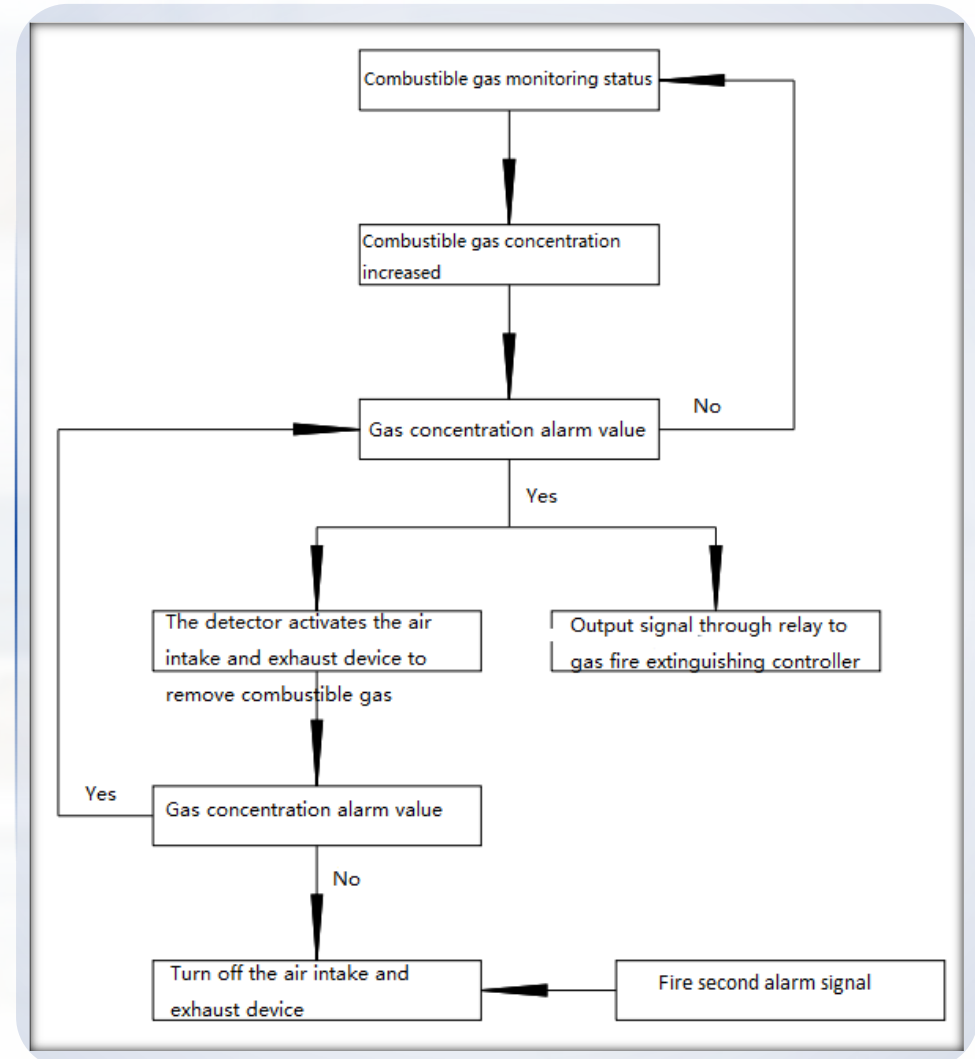 Combustible gas monitoring status
Combustible gas concentration
increased
No
Gas concentration alarm value
Yes
The detector activates the air
intake and exhaust device to
remove combustible gas
Output signal through relay to
gas fire extinguishing controller
Yes
Gas concentration alarm value
No
Turn off the air intake and
exhaust device
Fire second alarm signal